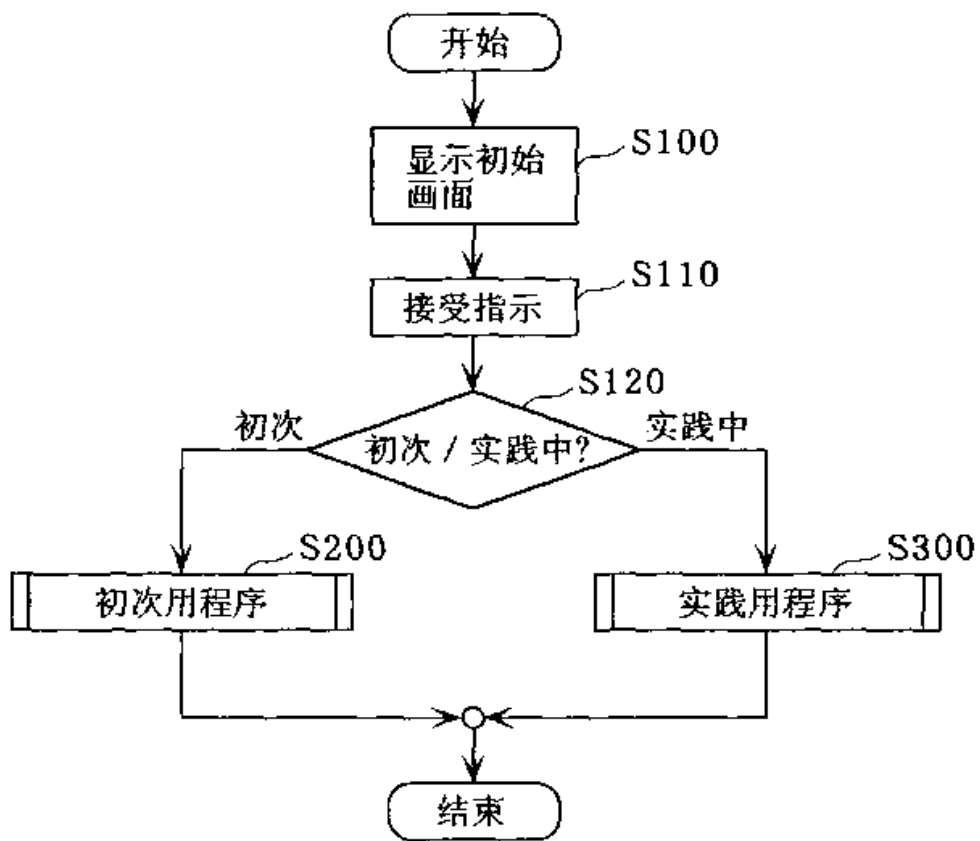 开始
显示初始
画面
S100
接受指示
S110
S120
初次
初次 / 实践中?
实践中
S200
初次用程序
S300
实践用程序
结束